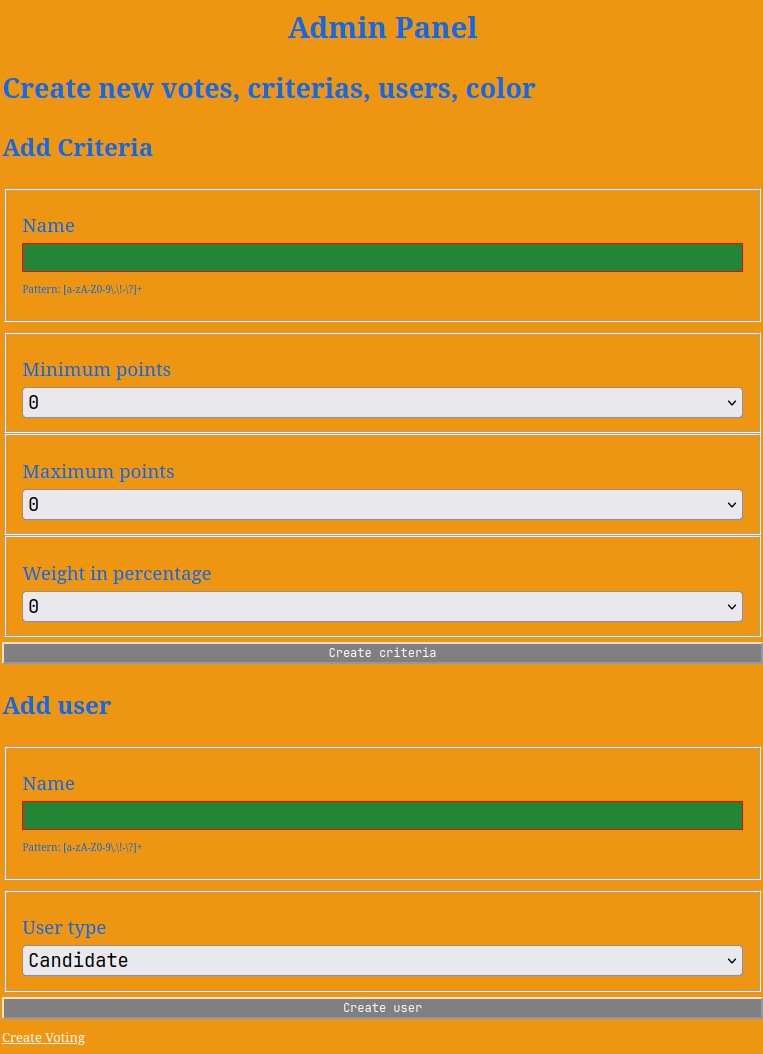 Admin Panel
Create new votes, criterias, users, color
Add Criteria
Name
Pattern: [a-zA-Z0-9\.\!-\?]+
Minimum points
0
Maximum points
0
Weight in percentage
0
Create criteria
Add user
Name
Pattern: [a-zA-Z0-9\.\!-\?]+
User type
Candidate
Create user
Create Voting